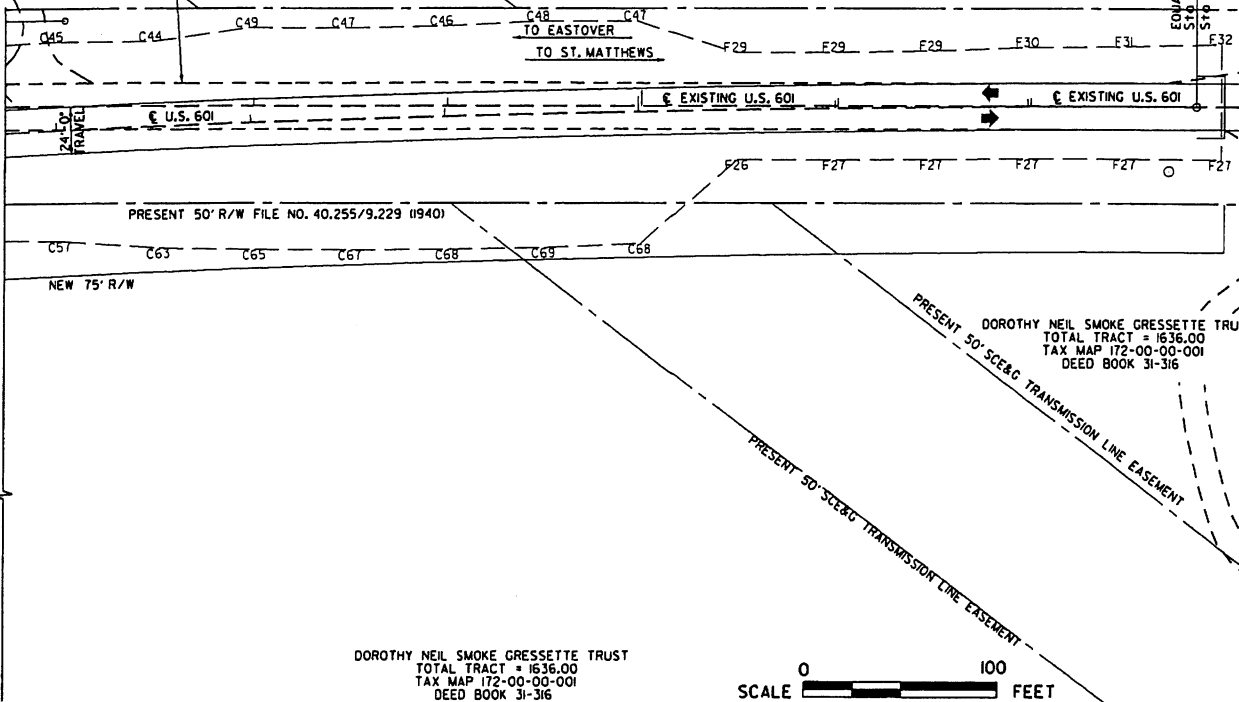 C45
C44
C49
C47
C46
C48
C47
TO EASTOVER
TO ST. MATTHEWS
F29
F29
F29
F30
F31
F32
EQUA
Sta
Sta
24'-0"
TRAVEL
℄ U.S. 601
℄ EXISTING U.S. 601
℄ EXISTING U.S. 601
F26
F27
F27
F27
F27
F27
PRESENT 50' R/W FILE NO. 40.255/9.229 (1940)
C57
C63
C65
C67
C68
C69
C68
NEW 75' R/W
PRESENT 50' SCE&G TRANSMISSION LINE EASEMENT
DOROTHY NEIL SMOKE GRESSETTE TRU
TOTAL TRACT = 1636.00
TAX MAP 172-00-00-001
DEED BOOK 31-316
PRESENT 50' SCE&G TRANSMISSION LINE EASEMENT
DOROTHY NEIL SMOKE GRESSETTE TRUST
TOTAL TRACT = 1636.00
TAX MAP 172-00-00-001
DEED BOOK 31-316
0 100
SCALE FEET